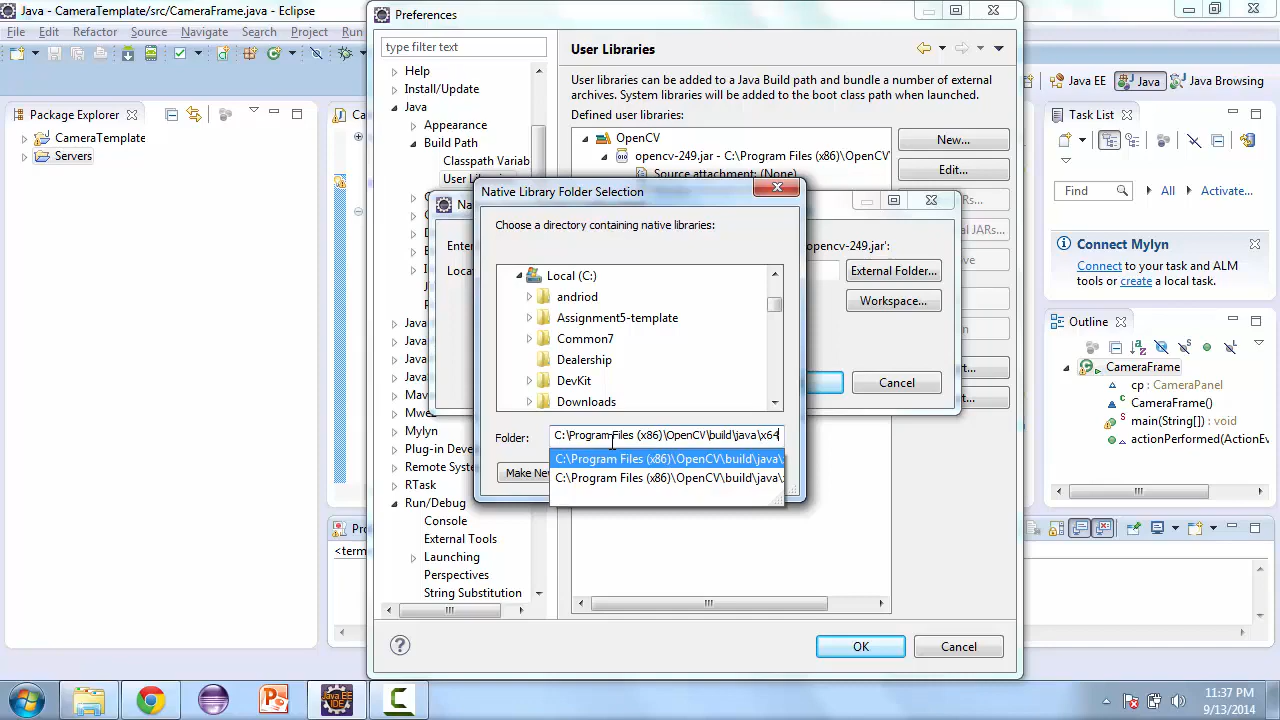 Java - CameraTemplate/src/CameraFrame.java - Eclipse
File Edit Refactor Source Navigate Search Project Run
Java EE Java Java Browsing
Package Explorer
CameraTemplate
Servers
Preferences
type filter text
Help
Install/Update
Java
Appearance
Build Path
Classpath Variab
User Libraries
User libraries can be added to a Java Build path and bundle a number of external
archives. System libraries will be added to the boot class path when launched.
Defined user libraries:
OpenCV
opencv-249.jar - C:\Program Files (x86)\OpenCV\
Source attachment: (None)
New...
Edit...
Native Library Folder Selection
Choose a directory containing native libraries:
Local (C:)
andriod
Assignment5-template
Common7
Dealership
DevKit
Downloads
Folder:
C:\Program Files (x86)\OpenCV\build\java\x64
C:\Program Files (x86)\OpenCV\build\java\
C:\Program Files (x86)\OpenCV\build\java\
Make Ne
Enter
Loca
opencv-249.jar':
External Folder...
Workspace...
Cancel
Java
Java
Java
Java
Mav
Mwe
Mylyn
Plug-in Deve
Remote Syste
RTask
Run/Debug
Console
External Tools
Launching
Perspectives
String Substitution
OK
Cancel
Task List
Find
All
Activate...
Connect Mylyn
Connect to your task and ALM
tools or create a local task.
Outline
CameraFrame
cp : CameraPanel
CameraFrame()
main(String[]) : void
actionPerformed(ActionEv
Pro
<term
11:37 PM
9/13/2014